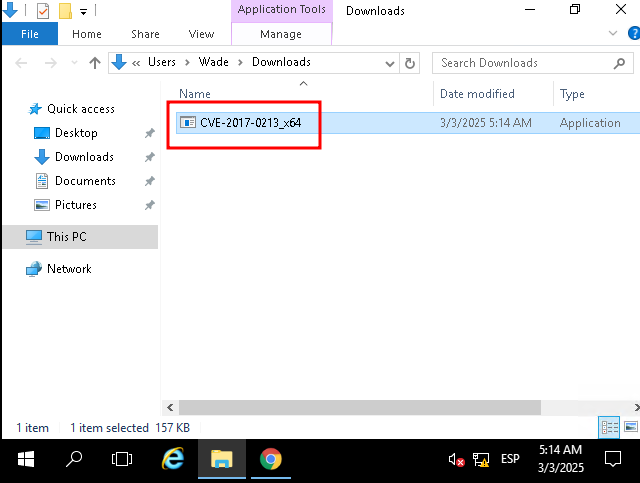 Application Tools Downloads
File Home Share View Manage
« Users Wade Downloads Search Downloads
Name Date modified Type
Quick access
CVE-2017-0213_x64 3/3/2025 5:14 AM Application
Desktop
Downloads
Documents
Pictures
This PC
Network
1 item 1 item selected 157 KB
ESP 5:14 AM
3/3/2025